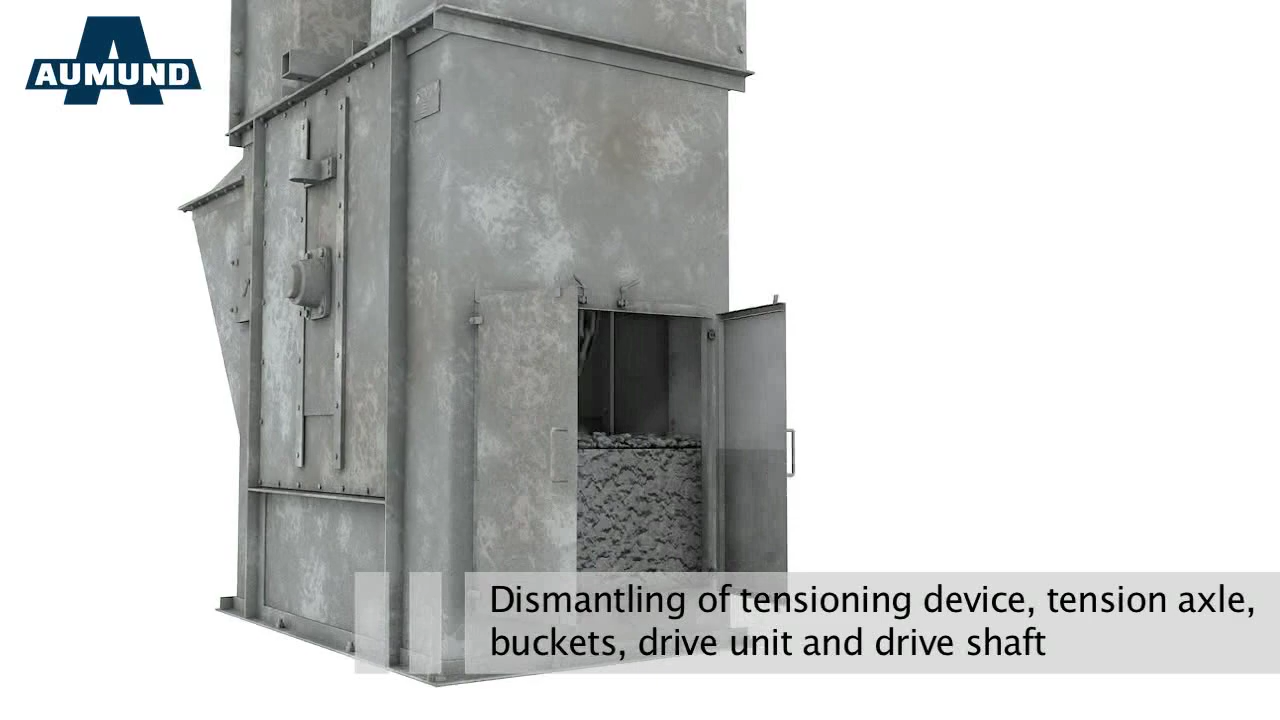 AUMUND
Dismantling of tensioning device, tension axle,
buckets, drive unit and drive shaft